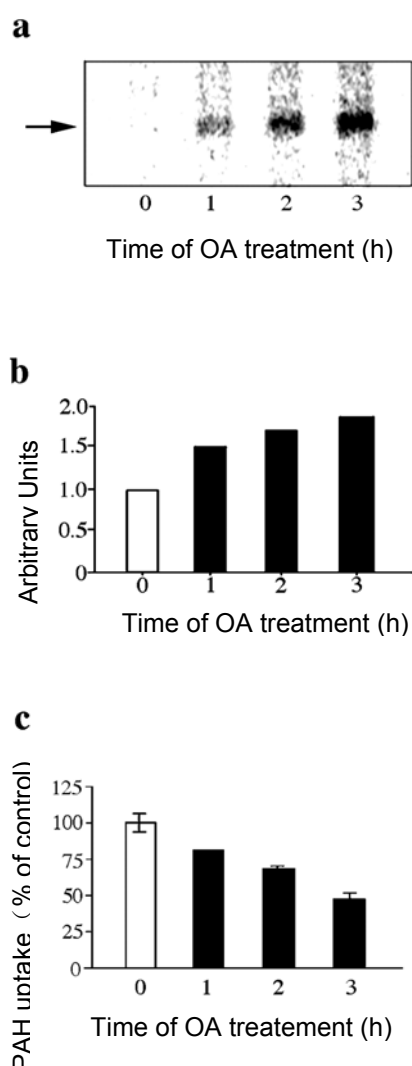 a
0 1 2 3
Time of OA treatment (h)
b
Arbitrary Units
2.0
1.5
1.0
0.5
0
0 1 2 3
Time of OA treatment (h)
c
PAH uptake (% of control)
125
100
75
50
25
0
0 1 2 3
Time of OA treatement (h)